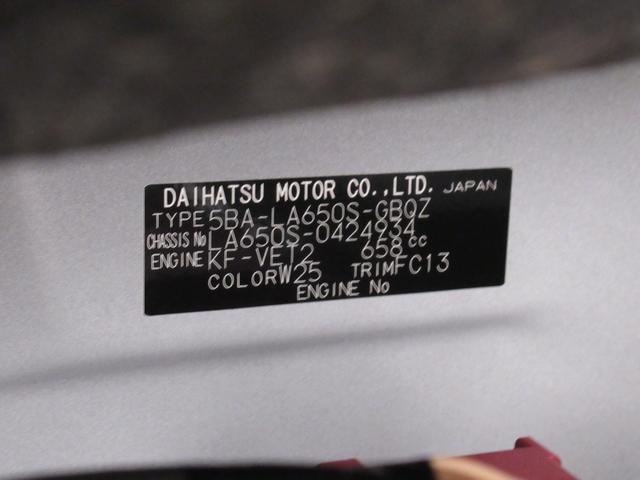 DAIHATSU MOTOR CO.,LTD. JAPAN
TYPE 5BA-LA650S-GBQZ
CHASSIS No LA650S-0424934
ENGINE KF-VET2 658cc
COLOR W25 TRIM FC13
ENGINE No